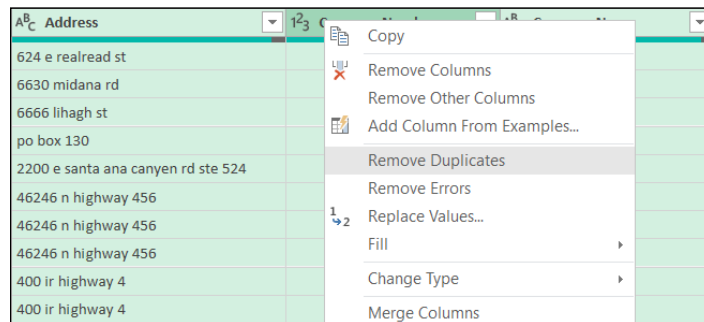 ABC Address
123
Copy
Remove Columns
Remove Other Columns
Add Column From Examples...
Remove Duplicates
Remove Errors
Replace Values...
Fill
Change Type
Merge Columns
624 e realread st
6630 midana rd
6666 lihagh st
po box 130
2200 e santa ana canyen rd ste 524
46246 n highway 456
46246 n highway 456
46246 n highway 456
400 ir highway 4
400 ir highway 4